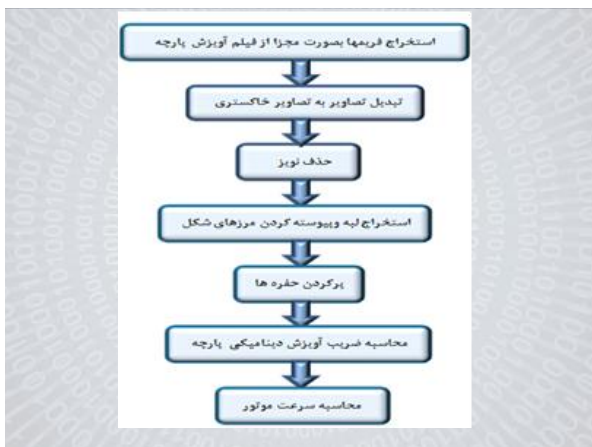 استخراج فریمها بصورت مجزا از فیلم آویزش پارچه
تبدیل تصاویر به تصاویر خاکستری
حذف نویز
استخراج لبه وپیوسته کردن مرزهای شکل
پرکردن حفره ها
محاسبه ضریب آویزش دینامیکی پارچه
محاسبه سرعت موتور